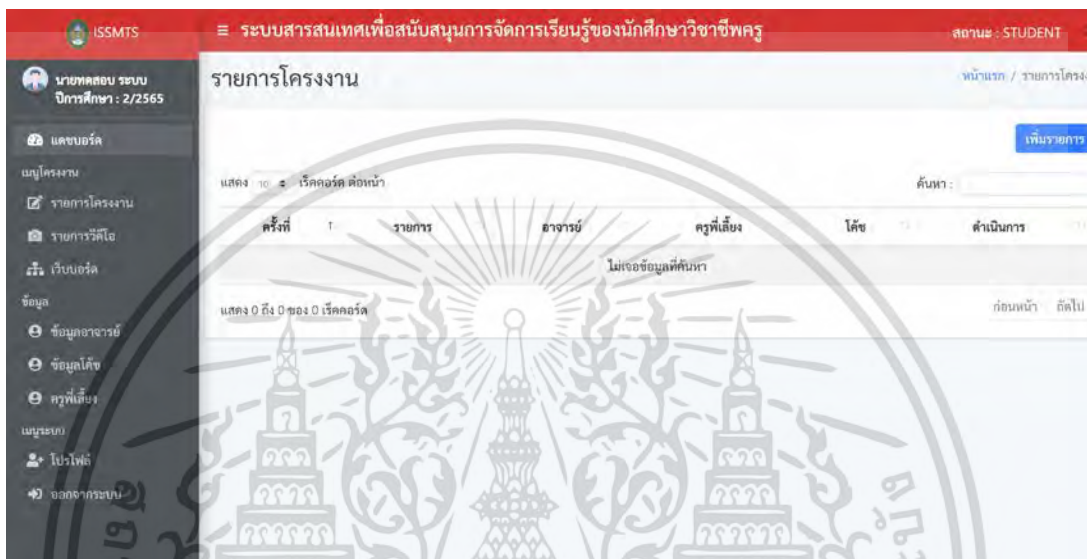 ISSMTS
ระบบสารสนเทศเพื่อสนับสนุนการจัดการเรียนรู้ของนักศึกษาวิชาชีพครู
สถานะ : STUDENT
นายทดสอบ ระบบ
ปีการศึกษา : 2/2565
รายการโครงงาน
หน้าแรก / รายการโครงง
แดชบอร์ด
เพิ่มรายการ
เมนูโครงงาน
แสดง 10 เร็คคอร์ด ต่อหน้า
ค้นหา :
รายการโครงงาน
ครั้งที่ รายการ อาจารย์ ครูพี่เลี้ยง โค้ช ดำเนินการ
รายการวีดีโอ
ไม่เจอข้อมูลที่ค้นหา
เว็บบอร์ด
ข้อมูล
แสดง 0 ถึง 0 ของ 0 เร็คคอร์ด
ก่อนหน้า ถัดไป
ข้อมูลอาจารย์
ข้อมูลโค้ช
ครูพี่เลี้ยง
เมนูระบบ
โปรไฟล์
ออกจากระบบ